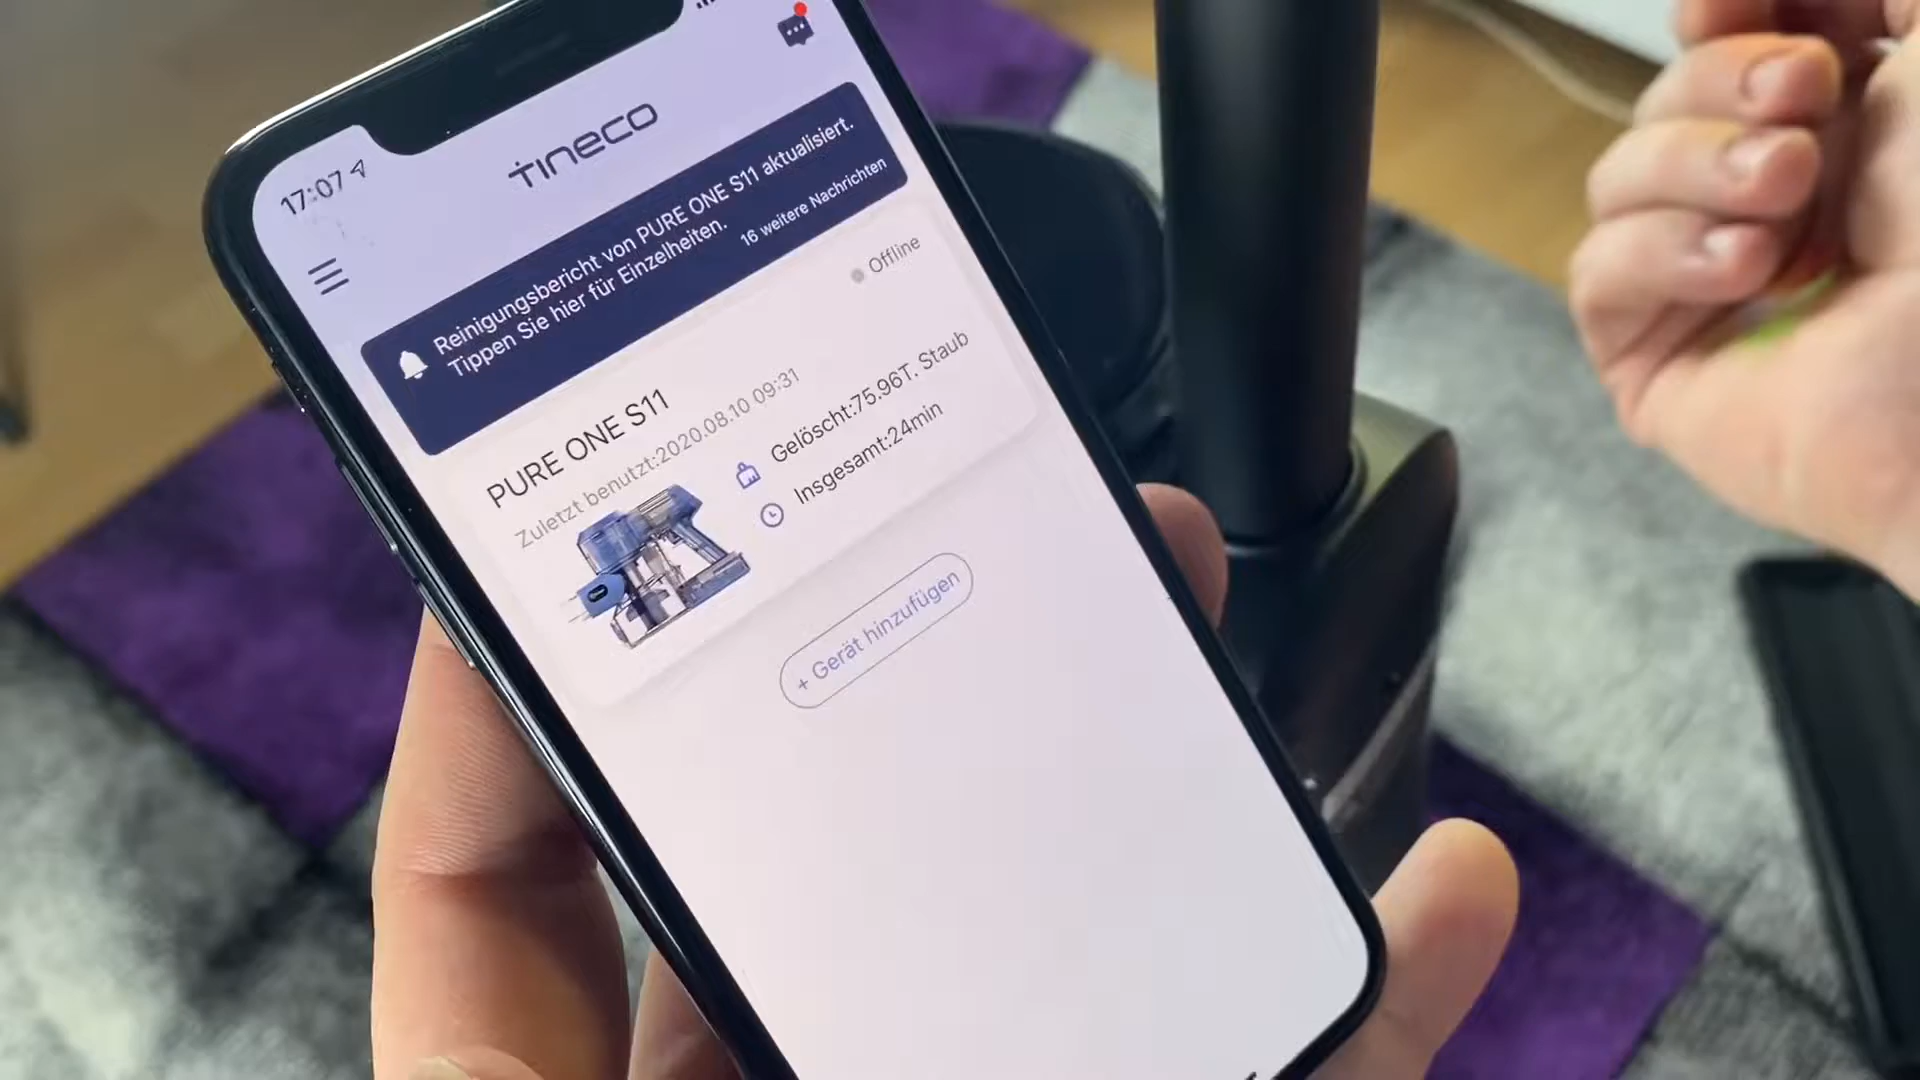 17:07
TINECO
Reinigungsbericht von PURE ONE S11 aktualisiert.
Tippen Sie hier für Einzelheiten.
16 weitere Nachrichten
Offline
PURE ONE S11
Zuletzt benutzt:2020.08.10 09:31
Gelöscht:75.96T. Staub
Insgesamt:24min
+ Gerät hinzufügen